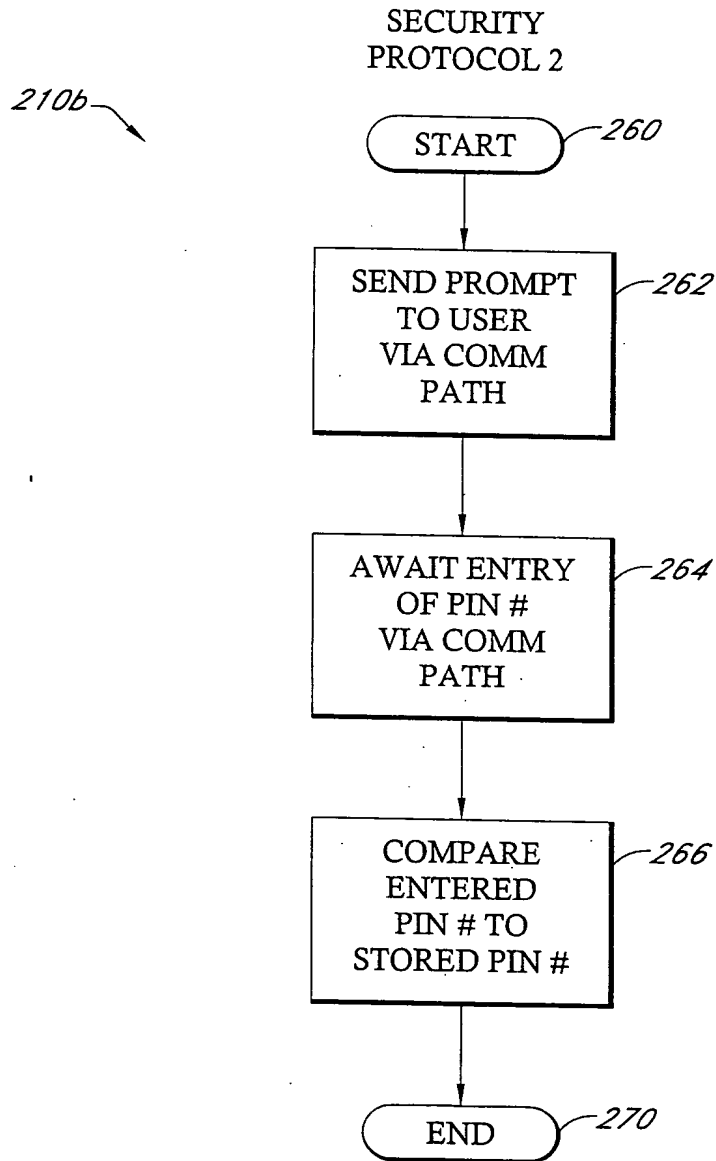 SECURITY
PROTOCOL 2
210b
START
260
SEND PROMPT
TO USER
VIA COMM
PATH
262
AWAIT ENTRY
OF PIN #
VIA COMM
PATH
264
COMPARE
ENTERED
PIN # TO
STORED PIN #
266
END
270